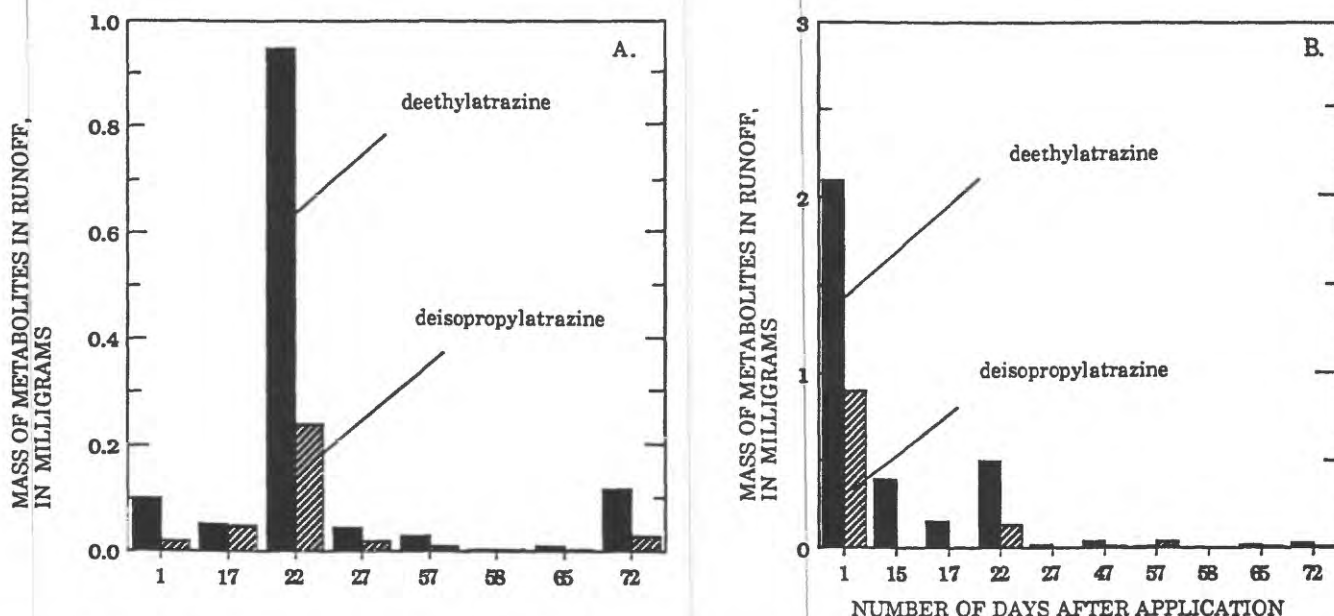 MASS OF METABOLITES IN RUNOFF,
IN MILLIGRAMS
1.0
0.8
0.6
0.4
0.2
0.0
A.
deethylatrazine
deisopropylatrazine
1 17 22 27 57 58 65 72
MASS OF METABOLITES IN RUNOFF,
IN MILLIGRAMS
3
2
1
0
B.
deethylatrazine
deisopropylatrazine
1 15 17 22 27 47 57 58 65 72
NUMBER OF DAYS AFTER APPLICATION